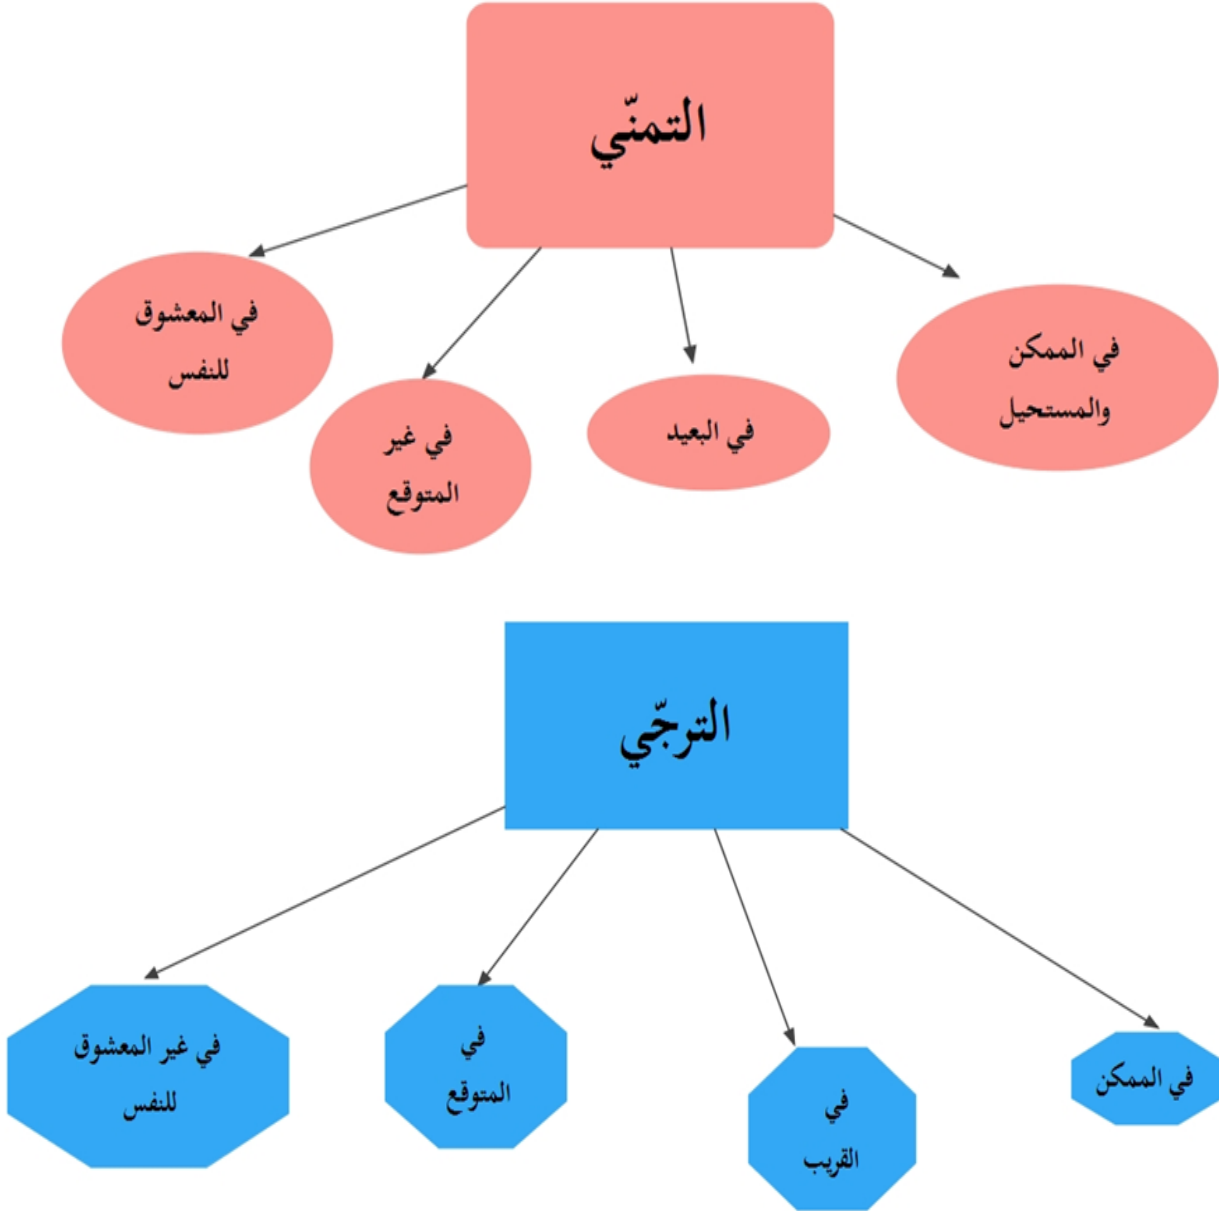 التمنّي
في الممكن
والمستحيل
في البعيد
في غير
المتوقع
في المعشوق
للنفس
الترجّي
في الممكن
في
القريب
في
المتوقع
في غير المعشوق
للنفس